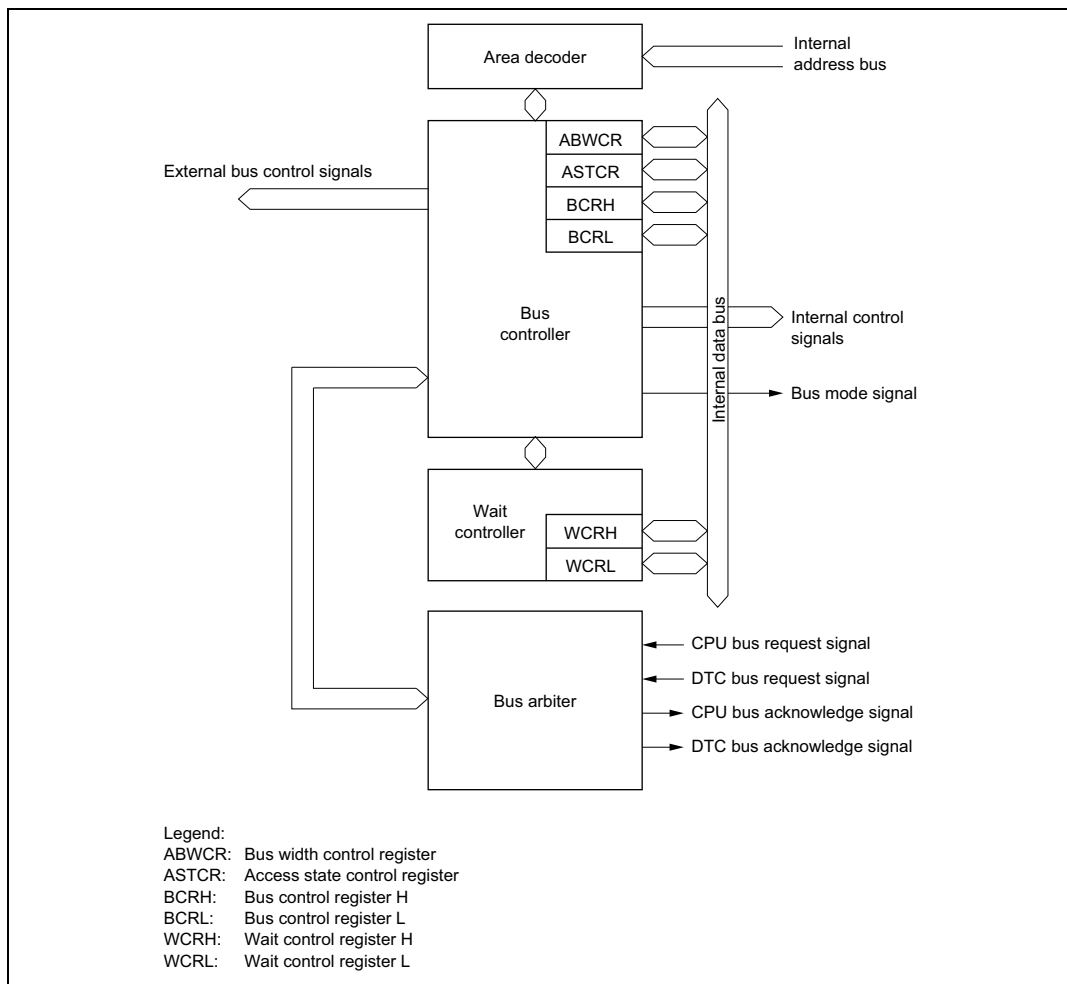 Area decoder
Internal
address bus
ABWCR
ASTCR
BCRH
BCRL
External bus control signals
Bus
controller
Internal data bus
Internal control
signals
Bus mode signal
Wait
controller
WCRH
WCRL
Bus arbiter
CPU bus request signal
DTC bus request signal
CPU bus acknowledge signal
DTC bus acknowledge signal
Legend:
ABWCR: Bus width control register
ASTCR: Access state control register
BCRH: Bus control register H
BCRL: Bus control register L
WCRH: Wait control register H
WCRL: Wait control register L